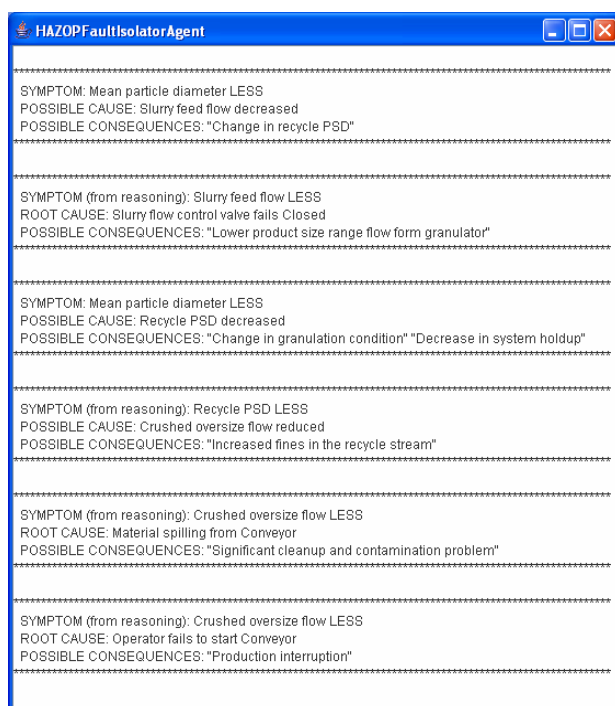 HAZOPFaultIsolatorAgent
********************************************************************************************************************
SYMPTOM: Mean particle diameter LESS
POSSIBLE CAUSE: Slurry feed flow decreased
POSSIBLE CONSEQUENCES: "Change in recycle PSD"
********************************************************************************************************************
********************************************************************************************************************
SYMPTOM (from reasoning): Slurry feed flow LESS
ROOT CAUSE: Slurry flow control valve fails Closed
POSSIBLE CONSEQUENCES: "Lower product size range flow form granulator"
********************************************************************************************************************
********************************************************************************************************************
SYMPTOM: Mean particle diameter LESS
POSSIBLE CAUSE: Recycle PSD decreased
POSSIBLE CONSEQUENCES: "Change in granulation condition" "Decrease in system holdup"
********************************************************************************************************************
********************************************************************************************************************
SYMPTOM (from reasoning): Recycle PSD LESS
POSSIBLE CAUSE: Crushed oversize flow reduced
POSSIBLE CONSEQUENCES: "Increased fines in the recycle stream"
********************************************************************************************************************
********************************************************************************************************************
SYMPTOM (from reasoning): Crushed oversize flow LESS
ROOT CAUSE: Material spilling from Conveyor
POSSIBLE CONSEQUENCES: "Significant cleanup and contamination problem"
********************************************************************************************************************
********************************************************************************************************************
SYMPTOM (from reasoning): Crushed oversize flow LESS
ROOT CAUSE: Operator fails to start Conveyor
POSSIBLE CONSEQUENCES: "Production interruption"
********************************************************************************************************************